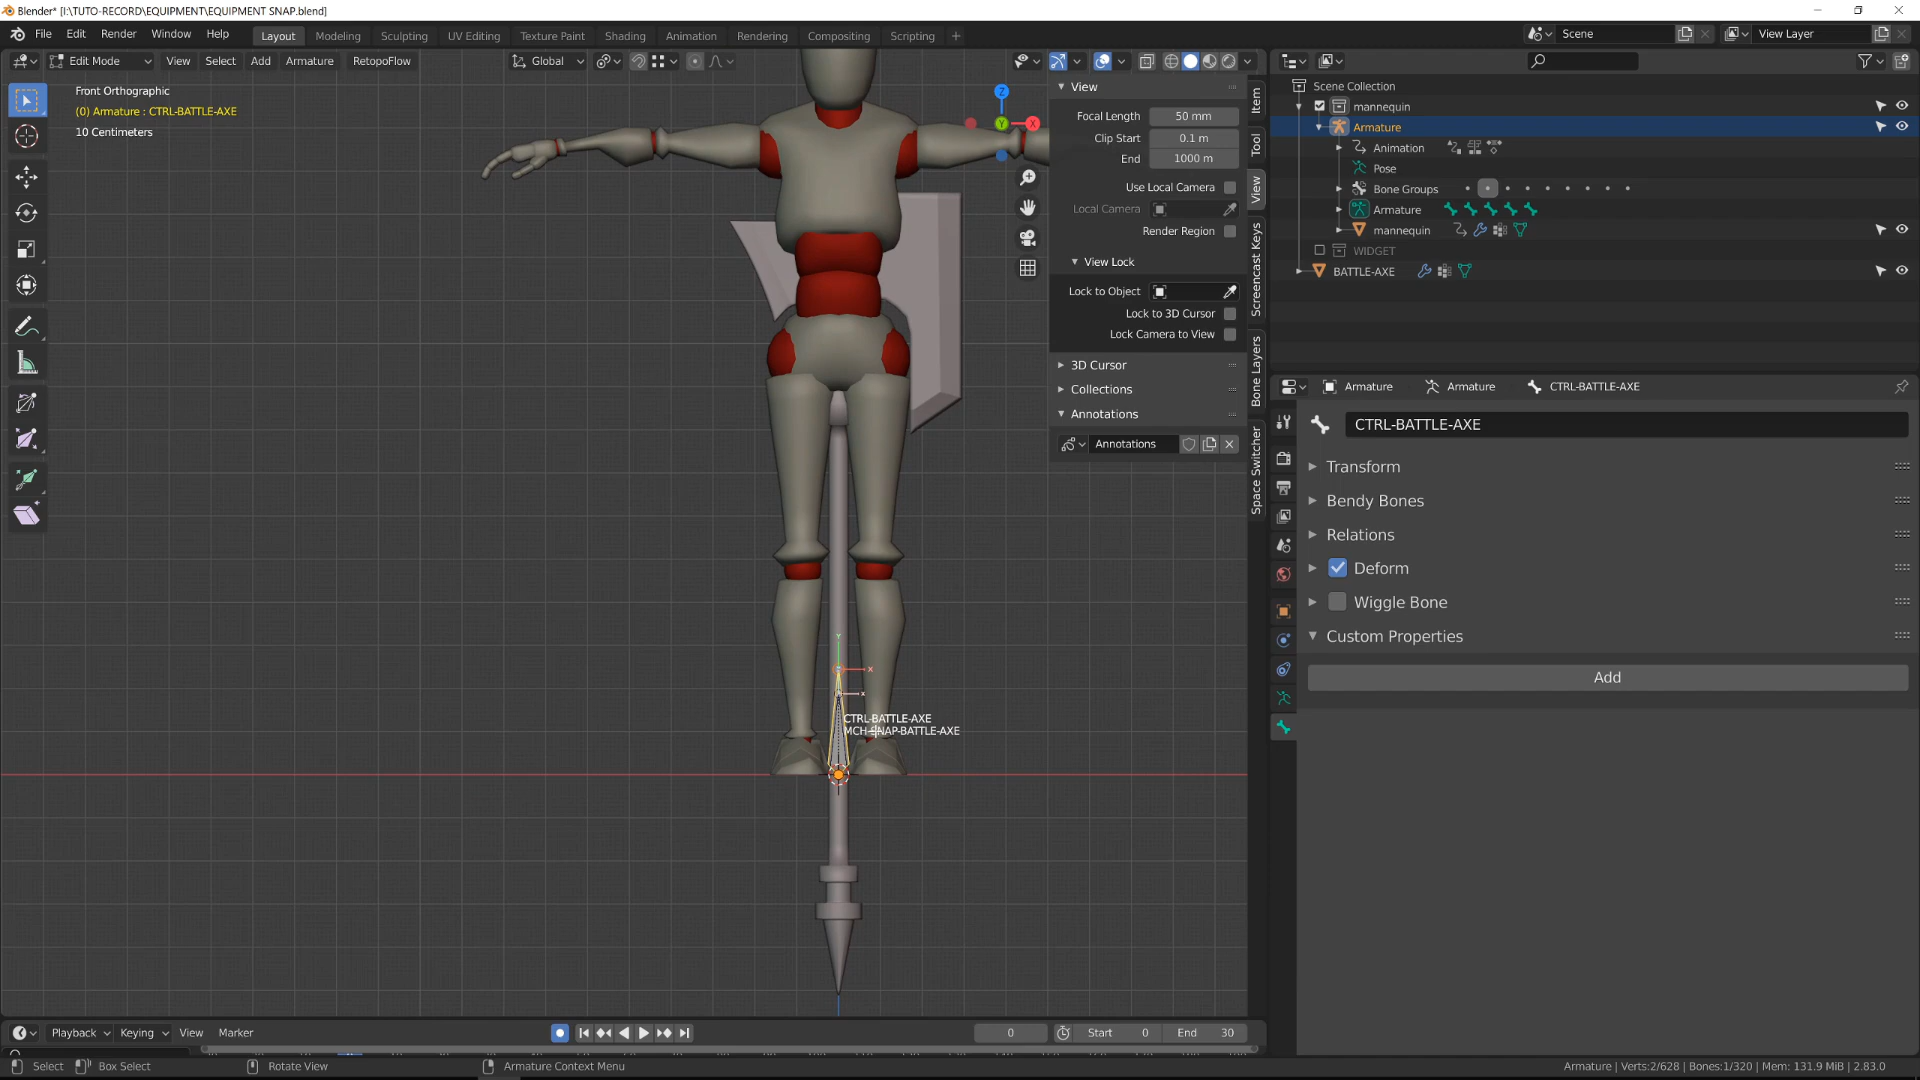 Blender* [I:\TUTO-RECORD\EQUIPMENT\EQUIPMENT SNAP.blend]
File Edit Render Window Help
Layout Modeling Sculpting UV Editing Texture Paint Shading Animation Rendering Compositing Scripting
Scene
View Layer
Edit Mode View Select Add Armature RetopoFlow
Global
Front Orthographic
(0) Armature : CTRL-BATTLE-AXE
10 Centimeters
Z
Y
X
View
Focal Length 50 mm
Clip Start 0.1 m
End 1000 m
Use Local Camera
Local Camera
Render Region
View Lock
Lock to Object
Lock to 3D Cursor
Lock Camera to View
3D Cursor
Collections
Annotations
Annotations
Item
Tool
View
Screencast Keys
Bone Layers
Space Switcher
Scene Collection
mannequin
Armature
Animation
Pose
Bone Groups
Armature
mannequin
WIDGET
BATTLE-AXE
Armature Armature CTRL-BATTLE-AXE
CTRL-BATTLE-AXE
Transform
Bendy Bones
Relations
Deform
Wiggle Bone
Custom Properties
Add
Y
X
X
CTRL-BATTLE-AXE
MCH-SNAP-BATTLE-AXE
Playback Keying View Marker
0
Start 0
End 30
Select Box Select Rotate View Armature Context Menu
Armature | Verts:2/628 | Bones:1/320 | Mem: 131.9 MiB | 2.83.0